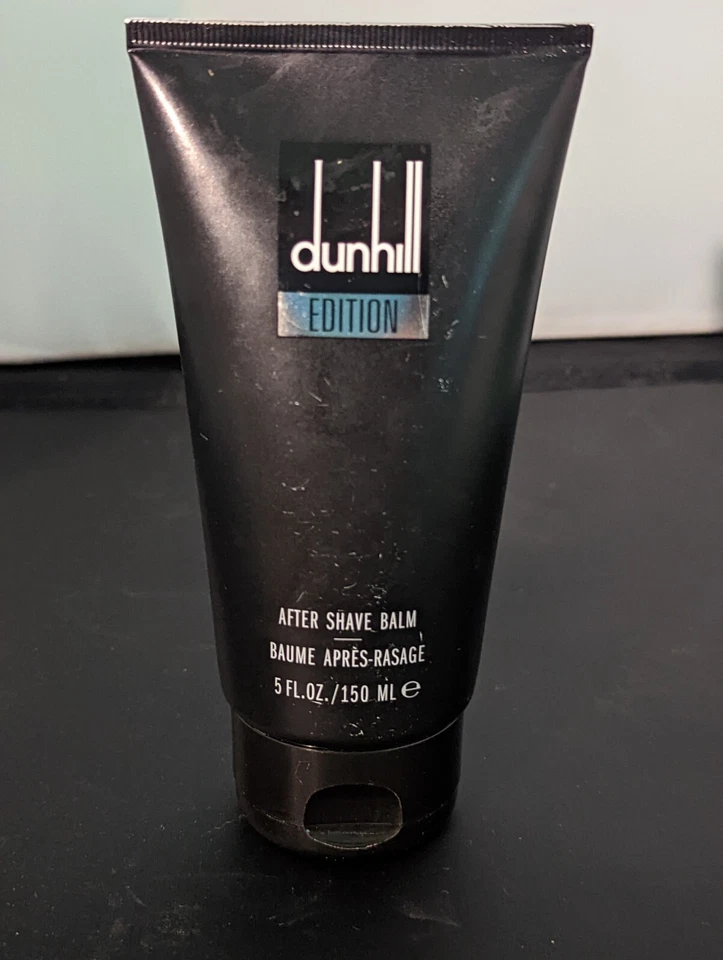 dunhill
EDITION
AFTER SHAVE BALM
BAUME APRÈS-RASAGE
5 FL.OZ./150 ML ℮